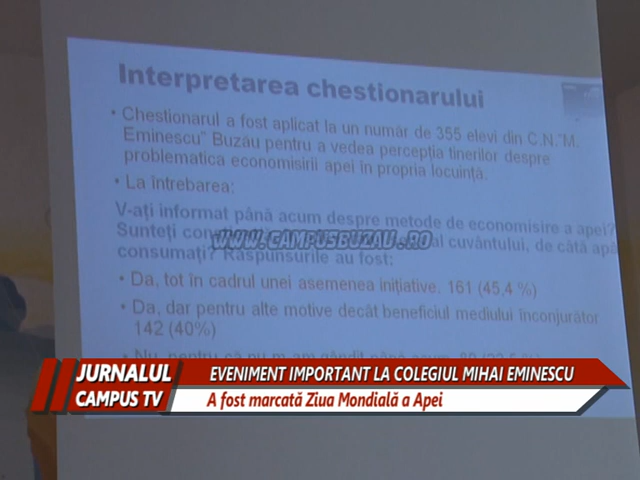 Interpretarea chestionarului
• Chestionarul a fost aplicat la un număr de 355 elevi din C.N."M.
Eminescu" Buzău pentru a vedea percepția tinerilor despre
problematica economisirii apei în propria locuință.
• La întrebarea:
V-ați informat până acum despre metode de economisire a apei?
Sunteți cuvântului, de câtă apă
WWW.CAMPUSBUZAU.RO
consumați? Răspunsurile au fost:
• Da, tot în cadrul unei asemenea inițiative, 161 (45,4 %)
• Da, dar pentru alte motive decât beneficiul mediului înconjurător
142 (40%)
JURNALUL
CAMPUS TV
EVENIMENT IMPORTANT LA COLEGIUL MIHAI EMINESCU
A fost marcată Ziua Mondială a Apei